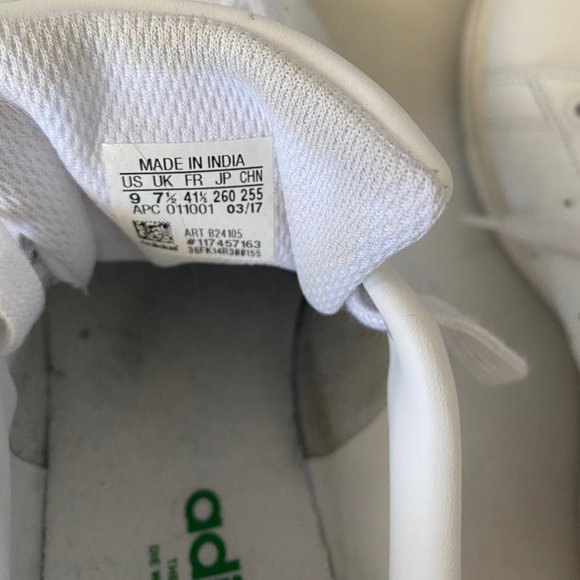 MADE IN INDIA
US UK FR JP CHN
9 7½ 41⅓ 260 255
APC 011001 03/17
ART B24105
#117457163
adi
THE